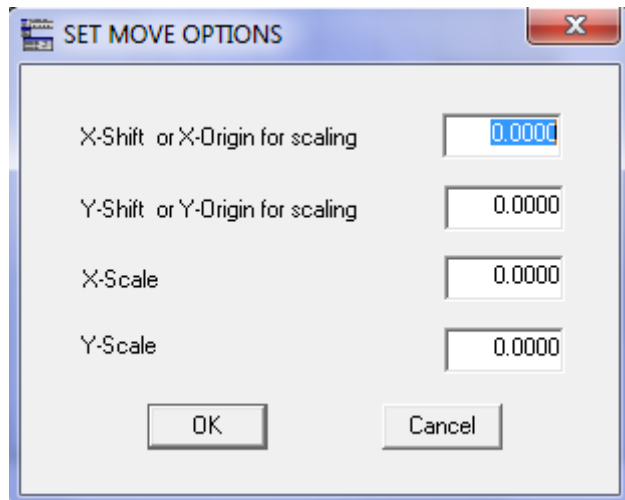 SET MOVE OPTIONS
X-Shift or X-Origin for scaling 0.0000
Y-Shift or Y-Origin for scaling 0.0000
X-Scale 0.0000
Y-Scale 0.0000
OK Cancel